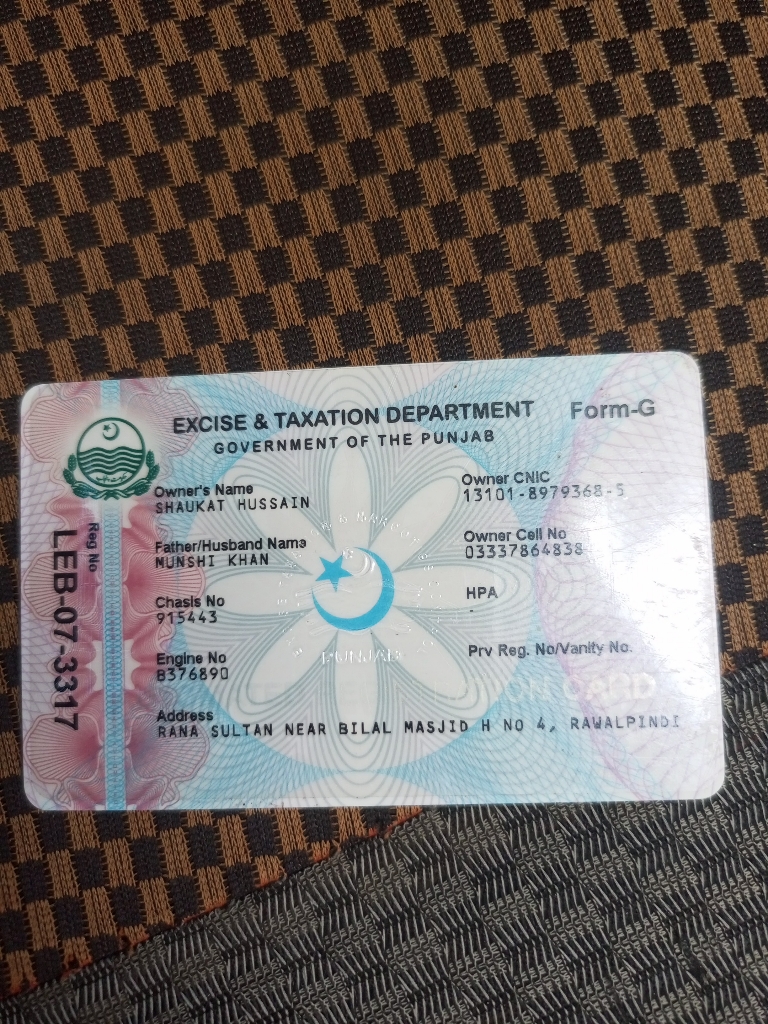 EXCISE & TAXATION DEPARTMENT Form-G
GOVERNMENT OF THE PUNJAB
Owner's Name
SHAUKAT HUSSAIN
Owner CNIC
13101-8979368-5
Father/Husband Name
MUNSHI KHAN
Owner Cell No
03337864838
Chasis No
915443
HPA
-
Engine No
B376890
Prv Reg. No/Vanity No.
Address
RANA SULTAN NEAR BILAL MASJID H NO 4, RAWALPINDI
Reg No
LEB-07-3317
PUNJAB
CARD